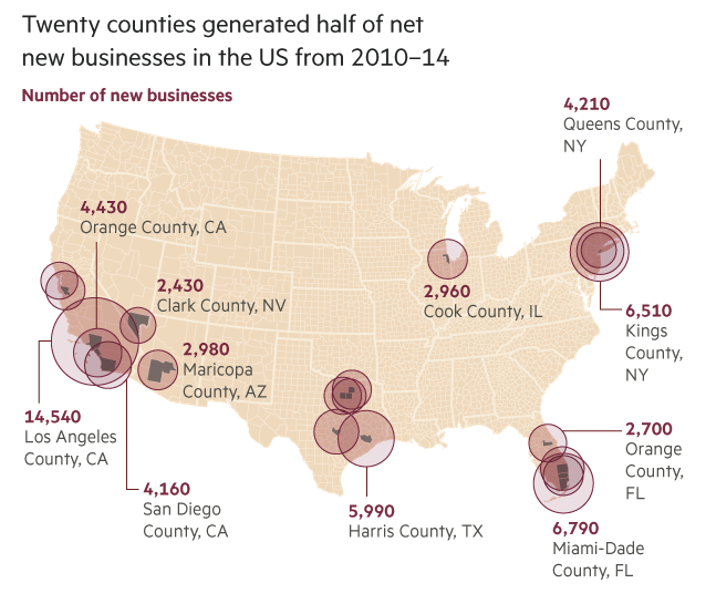 Twenty counties generated half of net
new businesses in the US from 2010–14
Number of new businesses
4,210
Queens County,
NY
4,430
Orange County, CA
2,430
Clark County, NV
2,960
Cook County, IL
6,510
Kings
County,
NY
2,980
Maricopa
County, AZ
14,540
Los Angeles
County, CA
2,700
Orange
County,
FL
4,160
San Diego
County, CA
5,990
Harris County, TX
6,790
Miami-Dade
County, FL